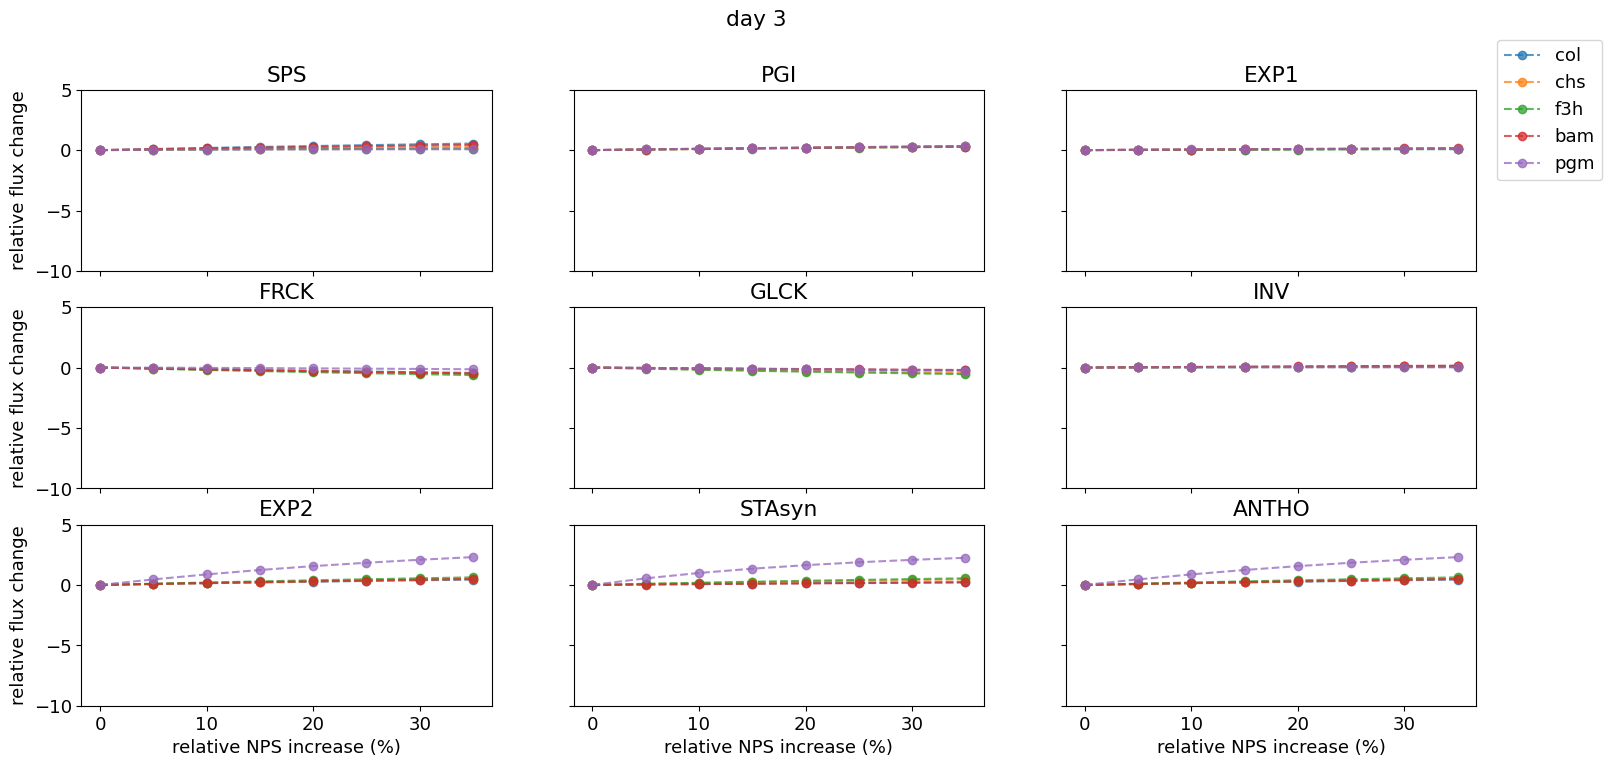 day 3
col
chs
f3h
bam
pgm
SPS
PGI
EXP1
relative flux change
5
0
−5
−10
FRCK
GLCK
INV
relative flux change
5
0
−5
−10
EXP2
STAsyn
ANTHO
relative flux change
5
0
−5
−10
0 10 20 30
0 10 20 30
0 10 20 30
relative NPS increase (%)
relative NPS increase (%)
relative NPS increase (%)